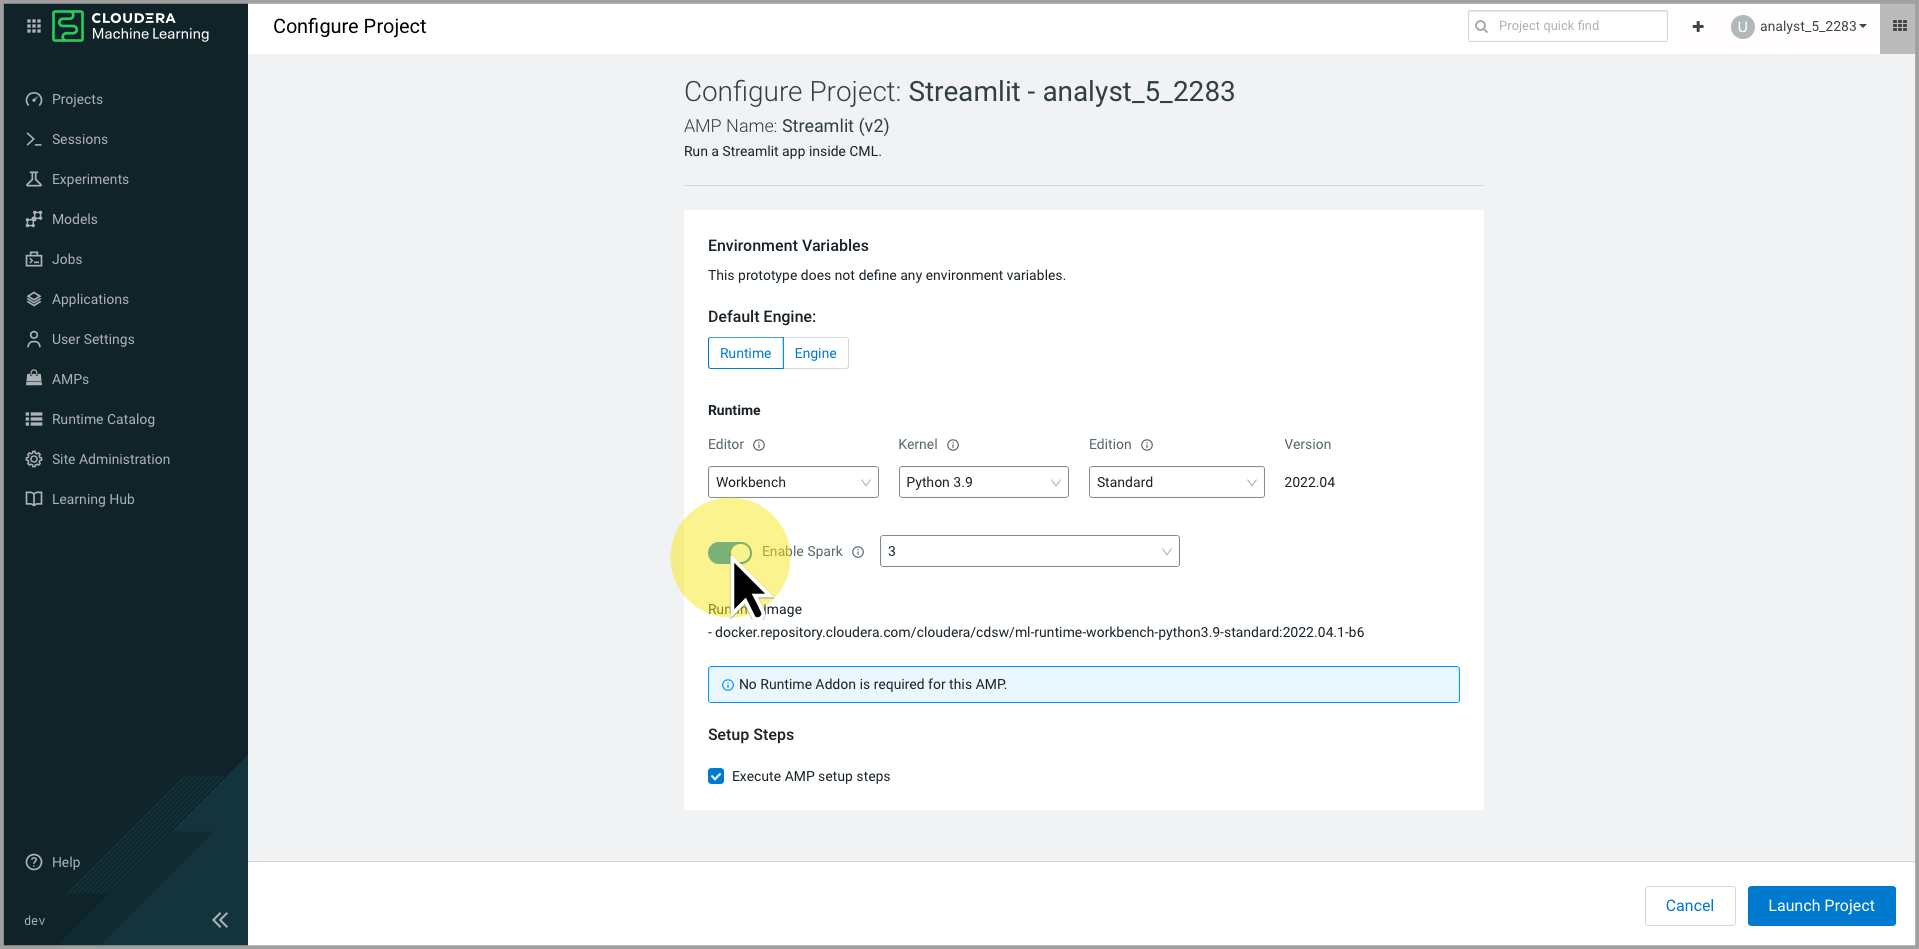 CLOUDERA
Machine Learning
Configure Project
Project quick find
U
analyst_5_2283
Projects
Sessions
Experiments
Models
Jobs
Applications
User Settings
AMPs
Runtime Catalog
Site Administration
Learning Hub
Help
dev
Configure Project: Streamlit - analyst_5_2283
AMP Name: Streamlit (v2)
Run a Streamlit app inside CML.
Environment Variables
This prototype does not define any environment variables.
Default Engine:
Runtime Engine
Runtime
Editor Kernel Edition Version
Workbench Python 3.9 Standard 2022.04
Enable Spark 3
Image
- docker.repository.cloudera.com/cloudera/cdsw/ml-runtime-workbench-python3.9-standard:2022.04.1-b6
No Runtime Addon is required for this AMP.
Setup Steps
Execute AMP setup steps
Cancel Launch Project